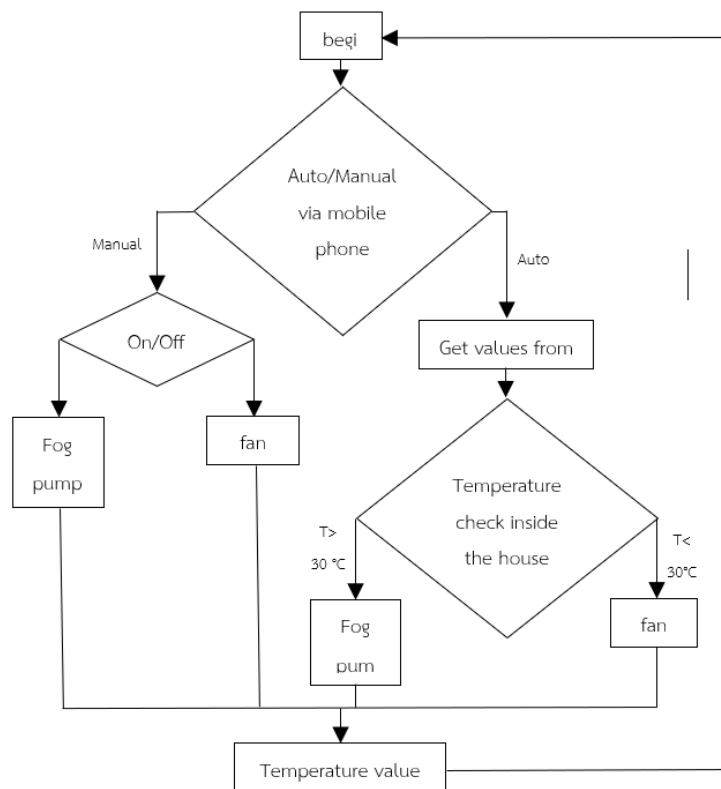 begi
Auto/Manual
via mobile
phone
Manual
Auto
On/Off
Get values from
Fog
pump
fan
Temperature
check inside
the house
T>
30 °C
T<
30°C
Fog
pum
fan
Temperature value